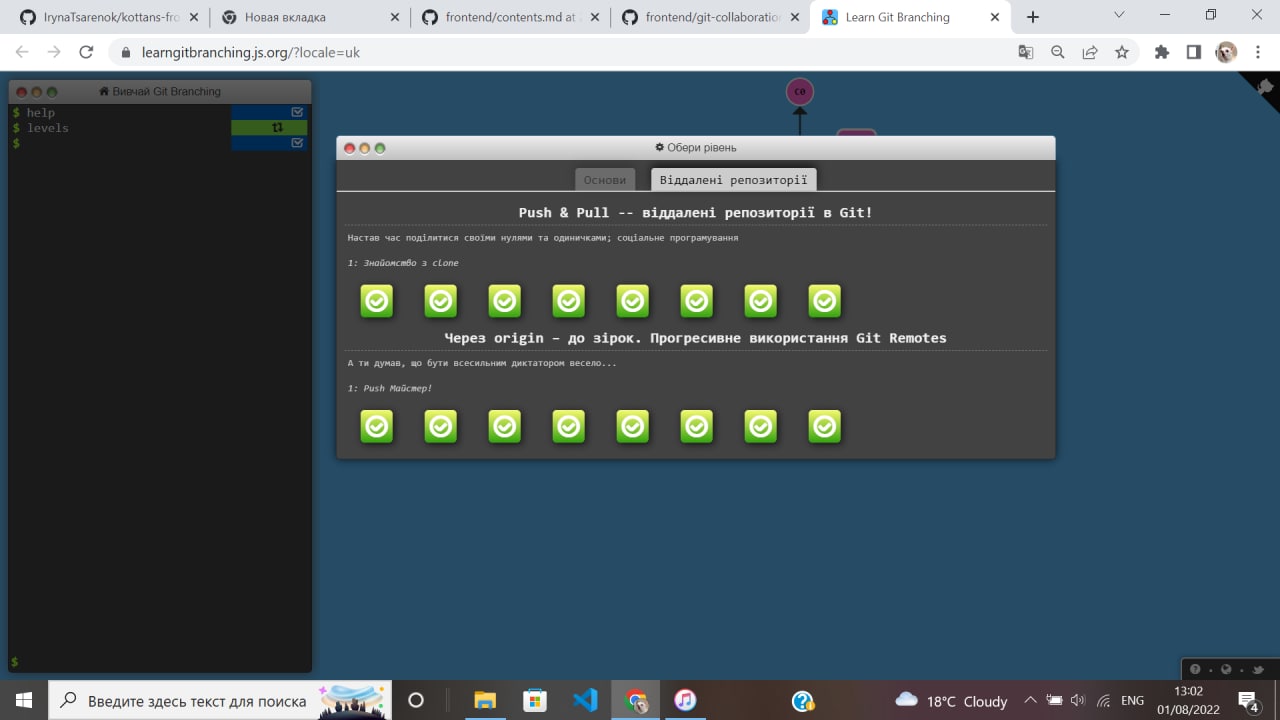 IrynaTsarenok/kottans-fro
Новая вкладка
frontend/contents.md at
frontend/git-collaboration
Learn Git Branching
learngitbranching.js.org/?locale=uk
Вивчай Git Branching
$ help
$ levels
$
$
C0
Обери рівень
Основи
Віддалені репозиторії
Push & Pull -- віддалені репозиторії в Git!
Настав час поділитися своїми нулями та одиничками; соціальне програмування
1: Знайомство з clone
Через origin – до зірок. Прогресивне використання Git Remotes
А ти думав, що бути всесильним диктатором весело...
1: Push Майстер!
Введите здесь текст для поиска
18°C Cloudy
ENG
13:02
01/08/2022
4